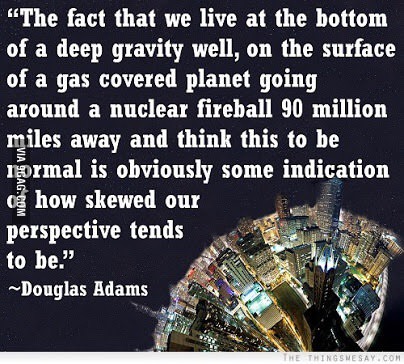 “The fact that we live at the bottom
of a deep gravity well, on the surface
of a gas covered planet going
around a nuclear fireball 90 million
miles away and think this to be
normal is obviously some indication
of how skewed our
perspective tends
to be.”
~Douglas Adams
VIA 9GAG.COM
THE THINGSWESAY.COM